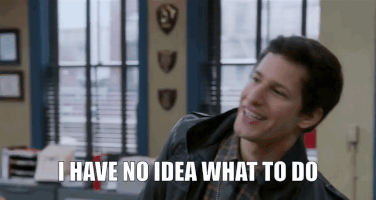 I HAVE NO IDEA WHAT TO DO